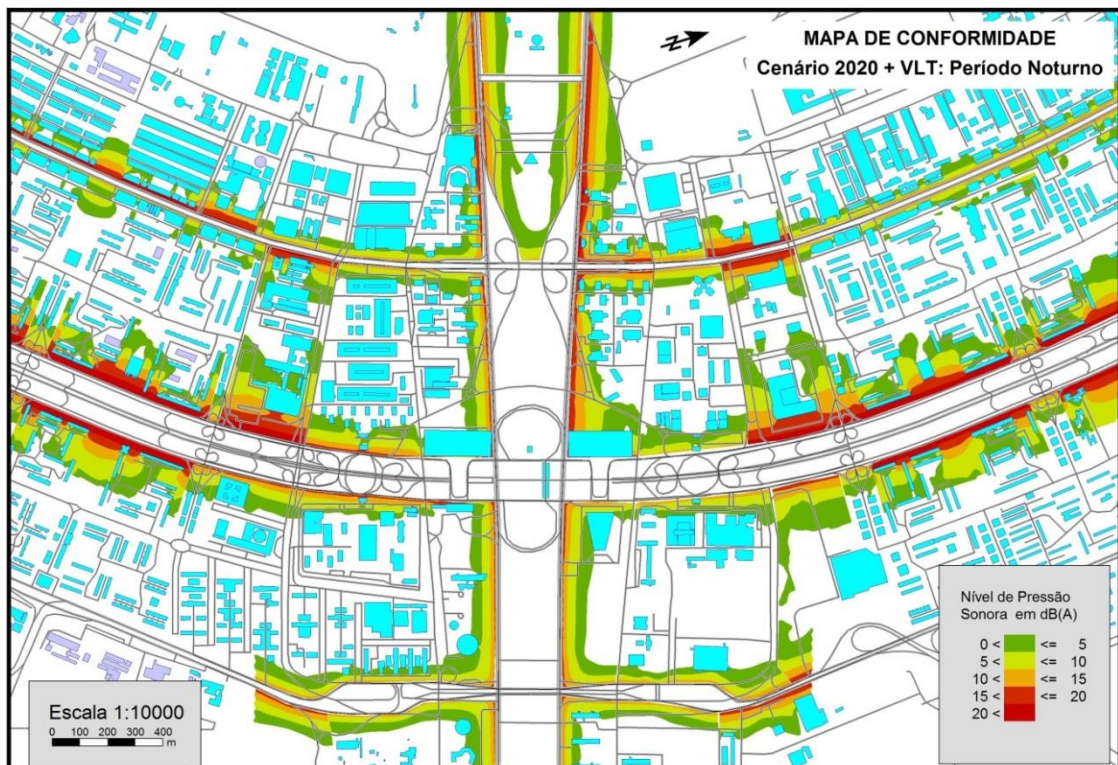 MAPA DE CONFORMIDADE
Cenário 2020 + VLT: Período Noturno
N
Nível de Pressão
Sonora em dB(A)
0 < <= 5
5 < <= 10
10 < <= 15
15 < <= 20
20 <
Escala 1:10000
0 100 200 300 400
m